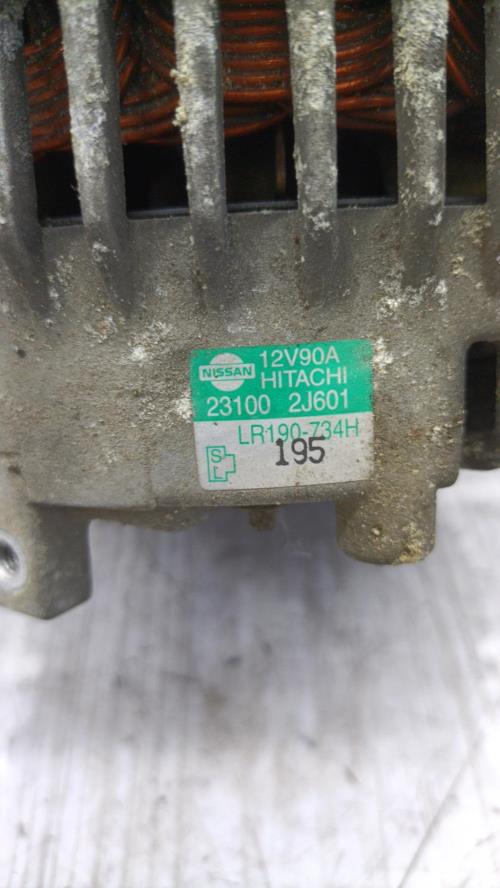 NISSAN 12V90A
HITACHI
23100 2J601
LR190-734H
195
S
L